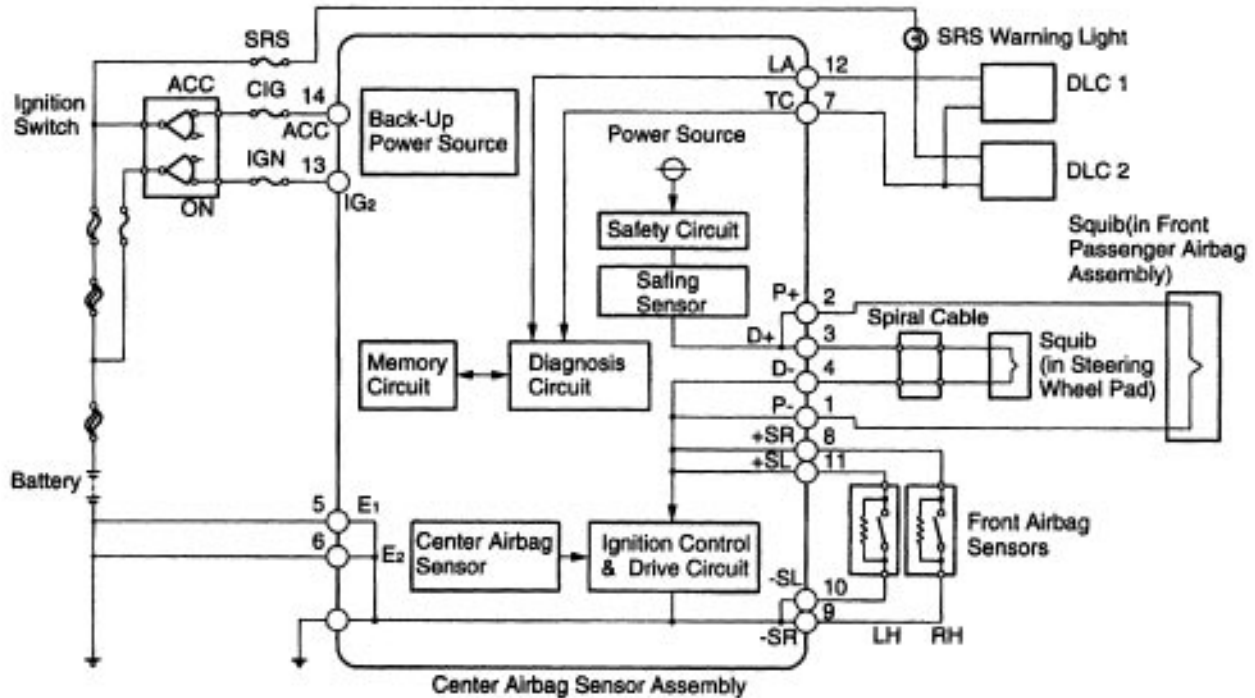 SRS
SRS Warning Light
Ignition
Switch
ACC
CIG
14
ACC
IGN
13
IG2
ON
Back-Up
Power Source
LA
12
DLC 1
TC
7
DLC 2
Power Source
Safety Circuit
Safing
Sensor
Squib(in Front
Passenger Airbag
Assembly)
P+
2
Spiral Cable
D+
3
Squib
(in Steering
Wheel Pad)
D-
4
P-
1
Memory
Circuit
Diagnosis
Circuit
+SR
8
+SL
11
Battery
5
E1
6
E2
Center Airbag
Sensor
Ignition Control
& Drive Circuit
Front Airbag
Sensors
-SL
10
9
-SR
LH
RH
Center Airbag Sensor Assembly